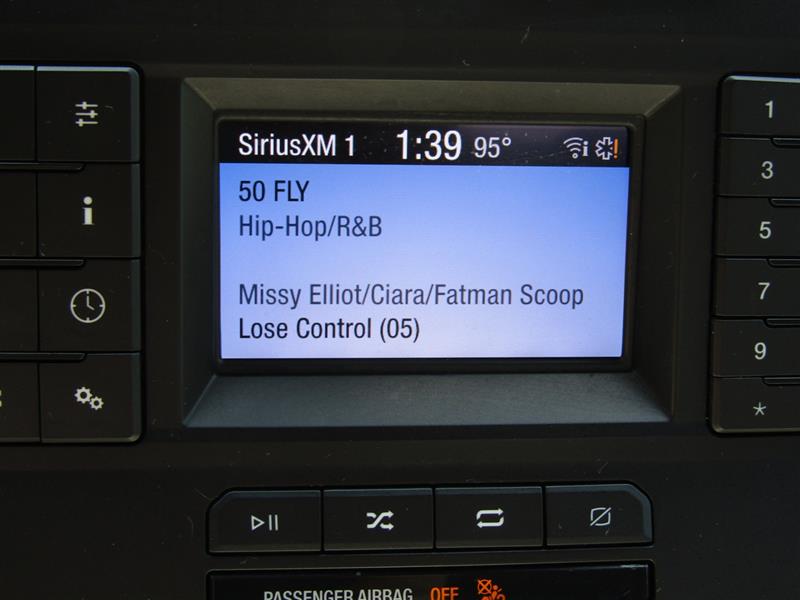 SiriusXM 1 1:39 95° i !
50 FLY
Hip-Hop/R&B
Missy Elliot/Ciara/Fatman Scoop
Lose Control (05)
i
1
3
5
7
9
*
PASSENGER AIRBAG OFF